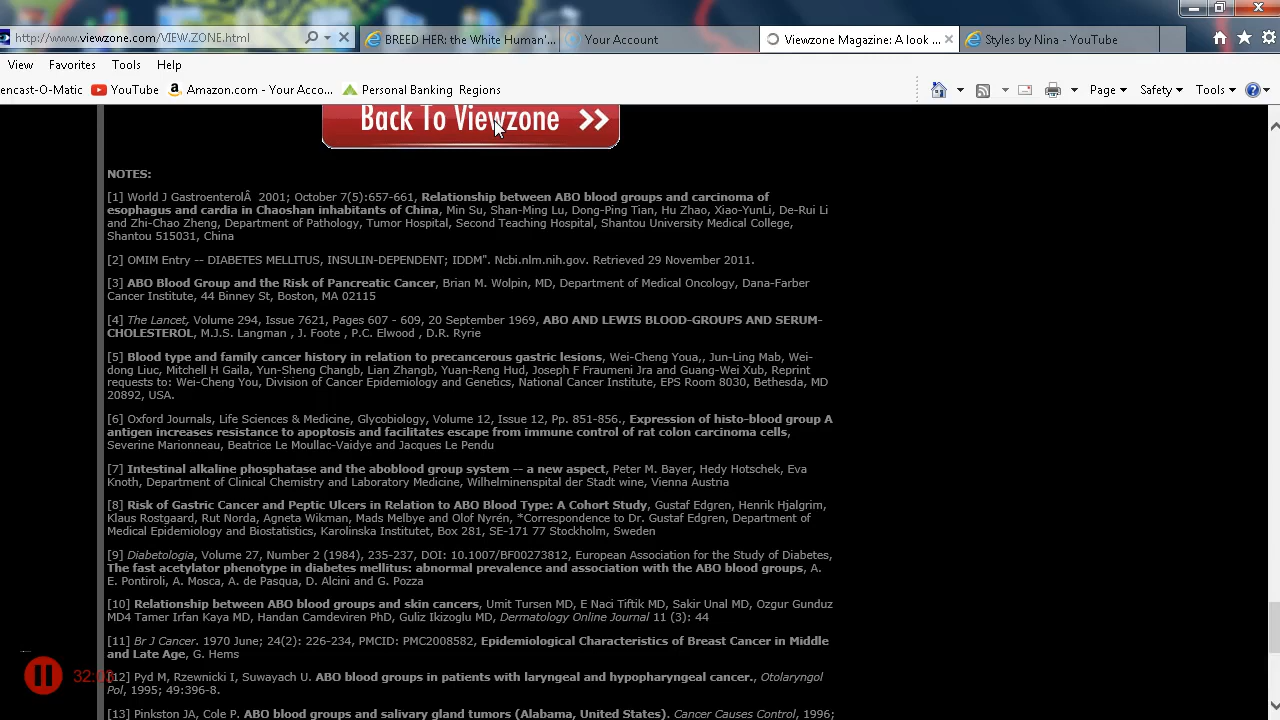 http://www.viewzone.com/VIEW.ZONE.html
BREED HER: the White Human'...
Your Account
Viewzone Magazine: A look ...
Styles by Nina - YouTube
View Favorites Tools Help
encast-O-Matic YouTube Amazon.com - Your Acco... Personal Banking Regions Page Safety Tools
Back To Viewzone >>
NOTES:
[1] World J GastroenterolÂ 2001; October 7(5):657-661, Relationship between ABO blood groups and carcinoma of
esophagus and cardia in Chaoshan inhabitants of China, Min Su, Shan-Ming Lu, Dong-Ping Tian, Hu Zhao, Xiao-YunLi, De-Rui Li
and Zhi-Chao Zheng, Department of Pathology, Tumor Hospital, Second Teaching Hospital, Shantou University Medical College,
Shantou 515031, China
[2] OMIM Entry -- DIABETES MELLITUS, INSULIN-DEPENDENT; IDDM". Ncbi.nlm.nih.gov. Retrieved 29 November 2011.
[3] ABO Blood Group and the Risk of Pancreatic Cancer, Brian M. Wolpin, MD, Department of Medical Oncology, Dana-Farber
Cancer Institute, 44 Binney St, Boston, MA 02115
[4] The Lancet, Volume 294, Issue 7621, Pages 607 - 609, 20 September 1969, ABO AND LEWIS BLOOD-GROUPS AND SERUM-
CHOLESTEROL, M.J.S. Langman , J. Foote , P.C. Elwood , D.R. Ryrie
[5] Blood type and family cancer history in relation to precancerous gastric lesions, Wei-Cheng Youa,, Jun-Ling Mab, Wei-
dong Liuc, Mitchell H Gaila, Yun-Sheng Changb, Lian Zhangb, Yuan-Reng Hud, Joseph F Fraumeni Jra and Guang-Wei Xub, Reprint
requests to: Wei-Cheng You, Division of Cancer Epidemiology and Genetics, National Cancer Institute, EPS Room 8030, Bethesda, MD
20892, USA.
[6] Oxford Journals, Life Sciences & Medicine, Glycobiology, Volume 12, Issue 12, Pp. 851-856., Expression of histo-blood group A
antigen increases resistance to apoptosis and facilitates escape from immune control of rat colon carcinoma cells,
Severine Marionneau, Beatrice Le Moullac-Vaidye and Jacques Le Pendu
[7] Intestinal alkaline phosphatase and the aboblood group system -- a new aspect, Peter M. Bayer, Hedy Hotschek, Eva
Knoth, Department of Clinical Chemistry and Laboratory Medicine, Wilhelminenspital der Stadt wine, Vienna Austria
[8] Risk of Gastric Cancer and Peptic Ulcers in Relation to ABO Blood Type: A Cohort Study, Gustaf Edgren, Henrik Hjalgrim,
Klaus Rostgaard, Rut Norda, Agneta Wikman, Mads Melbye and Olof Nyrén, *Correspondence to Dr. Gustaf Edgren, Department of
Medical Epidemiology and Biostatistics, Karolinska Institutet, Box 281, SE-171 77 Stockholm, Sweden
[9] Diabetologia, Volume 27, Number 2 (1984), 235-237, DOI: 10.1007/BF00273812, European Association for the Study of Diabetes,
The fast acetylator phenotype in diabetes mellitus: abnormal prevalence and association with the ABO blood groups, A.
E. Pontiroli, A. Mosca, A. de Pasqua, D. Alcini and G. Pozza
[10] Relationship between ABO blood groups and skin cancers, Umit Tursen MD, E Naci Tiftik MD, Sakir Unal MD, Ozgur Gunduz
MD4 Tamer Irfan Kaya MD, Handan Camdeviren PhD, Guliz Ikizoglu MD, Dermatology Online Journal 11 (3): 44
[11] Br J Cancer. 1970 June; 24(2): 226-234, PMCID: PMC2008582, Epidemiological Characteristics of Breast Cancer in Middle
and Late Age, G. Hems
[12] Pyd M, Rzewnicki I, Suwayach U. ABO blood groups in patients with laryngeal and hypopharyngeal cancer., Otolaryngol
Pol, 1995; 49:396-8.
[13] Pinkston JA, Cole P. ABO blood groups and salivary gland tumors (Alabama, United States). Cancer Causes Control, 1996;